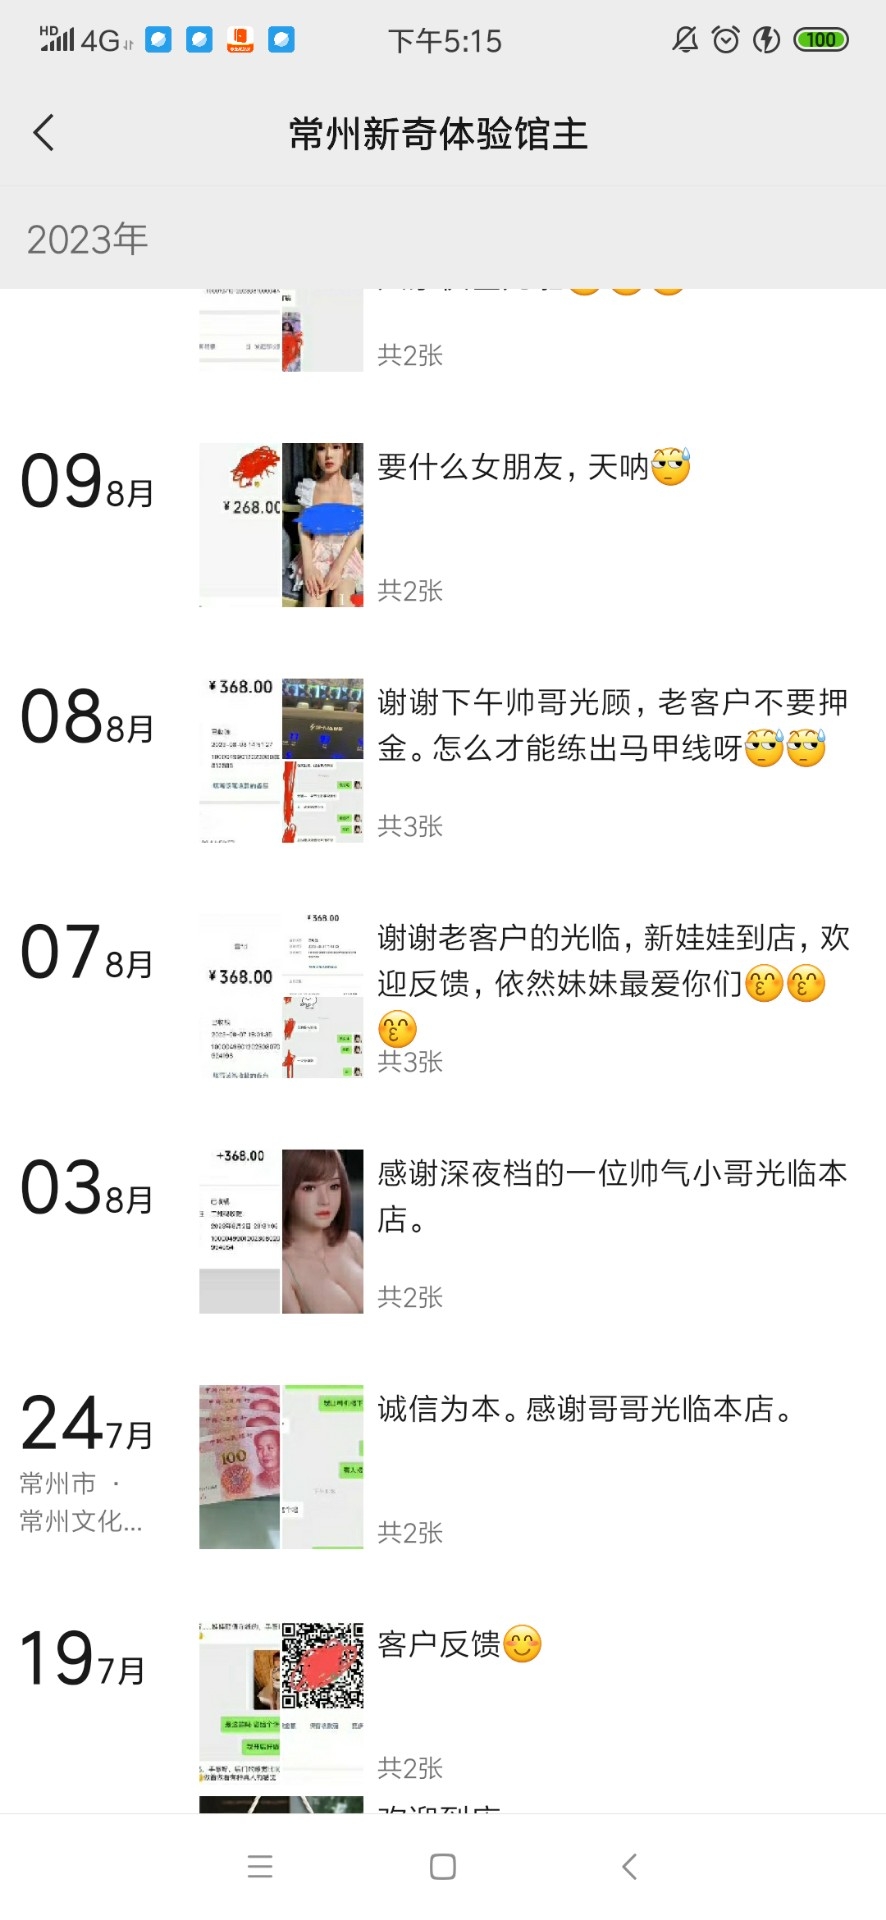 HD 4G 下午5:15 100
常州新奇体验馆主
2023年
共2张
09 8月
¥268.00
要什么女朋友，天呐
共2张
08 8月
¥368.00
谢谢下午帅哥光顾，老客户不要押
金。怎么才能练出马甲线呀
共3张
07 8月
¥368.00
¥368.00
谢谢老客户的光临，新娃娃到店，欢
迎反馈，依然妹妹最爱你们
共3张
03 8月
+368.00
感谢深夜档的一位帅气小哥光临本
店。
共2张
24 7月
常州市 ·
常州文化...
100
诚信为本。感谢哥哥光临本店。
共2张
19 7月
客户反馈
共2张
欢迎到店